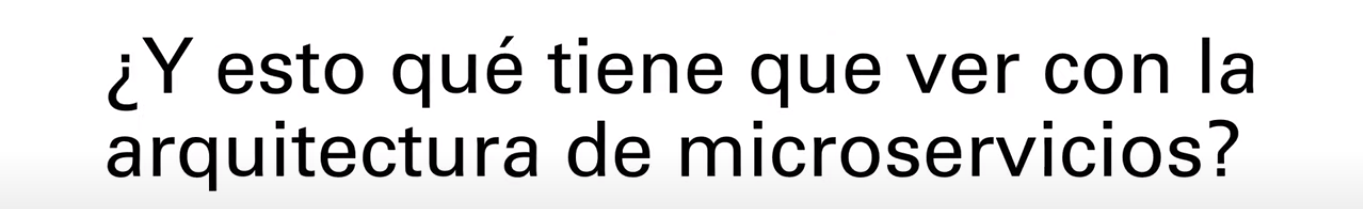 ¿Y esto qué tiene que ver con la
arquitectura de microservicios?